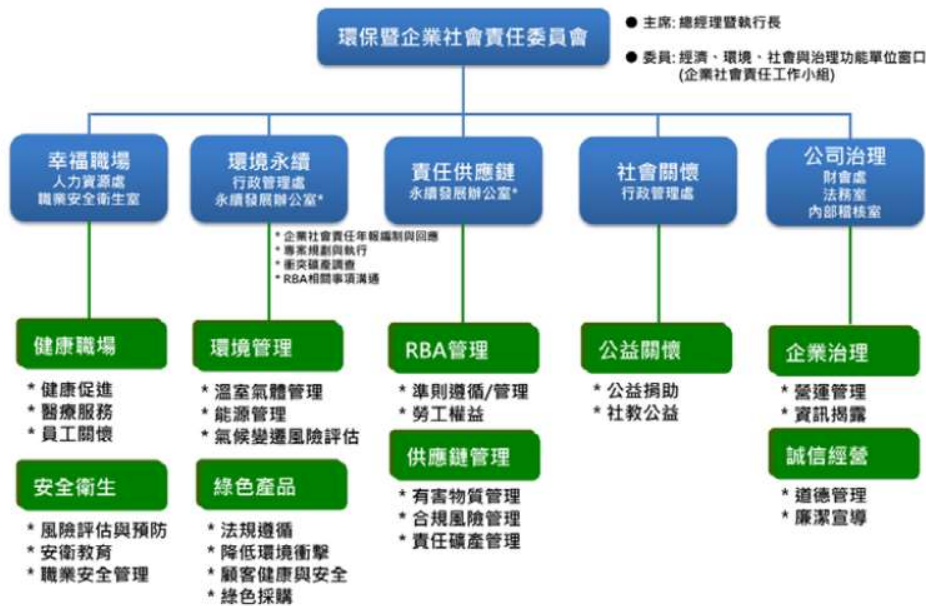 環保暨企業社會責任委員會
● 主席: 總經理暨執行長
● 委員: 經濟、環境、社會與治理功能單位窗口
(企業社會責任工作小組)
幸福職場
人力資源處
職業安全衛生室
環境永續
行政管理處
永續發展辦公室*
* 企業社會責任年報編制與回應
* 專案規劃與執行
* 衝突礦產調查
* RBA相關事項溝通
責任供應鏈
永續發展辦公室*
社會關懷
行政管理處
公司治理
財會處
法務室
內部稽核室
健康職場
* 健康促進
* 醫療服務
* 員工關懷
安全衛生
* 風險評估與預防
* 安衛教育
* 職業安全管理
環境管理
* 溫室氣體管理
* 能源管理
* 氣候變遷風險評估
綠色產品
* 法規遵循
* 降低環境衝擊
* 顧客健康與安全
* 綠色採購
RBA管理
* 準則遵循/管理
* 勞工權益
供應鏈管理
* 有害物質管理
* 合規風險管理
* 責任礦產管理
公益關懷
* 公益捐助
* 社教公益
企業治理
* 營運管理
* 資訊揭露
誠信經營
* 道德管理
* 廉潔宣導